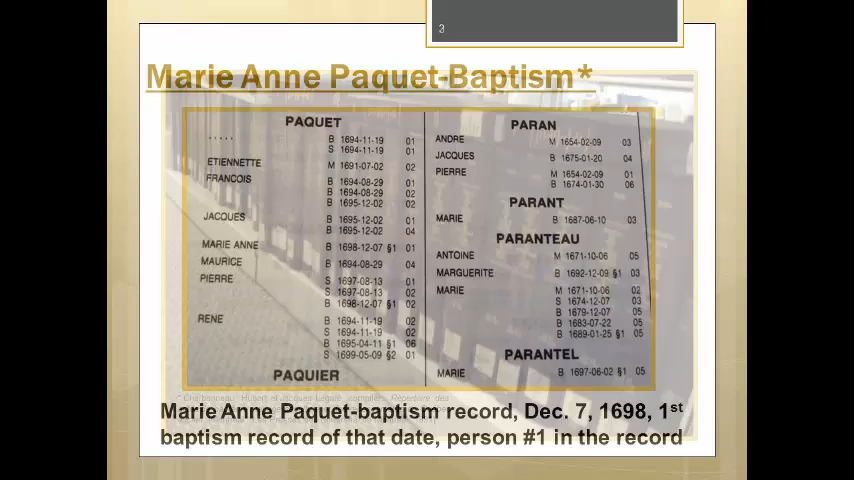 3
Marie Anne Paquet-Baptism*
PAQUET
. . . . . B 1694-11-19 01
S 1694-11-19 01
ETIENNETTE M 1691-07-02 02
FRANCOIS B 1694-08-29 01
B 1694-08-29 02
B 1695-12-02 02
JACQUES B 1695-12-02 01
B 1695-12-02 04
MARIE ANNE B 1698-12-07 §1 01
MAURICE B 1694-08-29 04
PIERRE S 1697-08-13 01
S 1697-08-13 02
B 1698-12-07 §1 02
RENE B 1694-11-19 02
S 1694-11-19 02
B 1695-04-11 §1 06
S 1699-05-09 §2 01
PAQUIER
PARAN
ANDRE M 1654-02-09 03
JACQUES B 1675-01-20 04
PIERRE M 1654-02-09 01
B 1674-01-30 06
PARANT
MARIE B 1687-06-10 03
PARANTEAU
ANTOINE M 1671-10-06 05
MARGUERITE B 1692-12-09 §1 03
MARIE M 1671-10-06 02
S 1674-12-07 03
B 1679-12-07 05
B 1683-07-22 05
B 1689-01-25 §1 05
PARANTEL
MARIE B 1697-06-02 §1 05
* Charbonneau, Hubert et Jacques Légaré, compilers, Répertoire des
Marie Anne Paquet-baptism record, Dec. 7, 1698, 1st
baptism record of that date, person #1 in the record